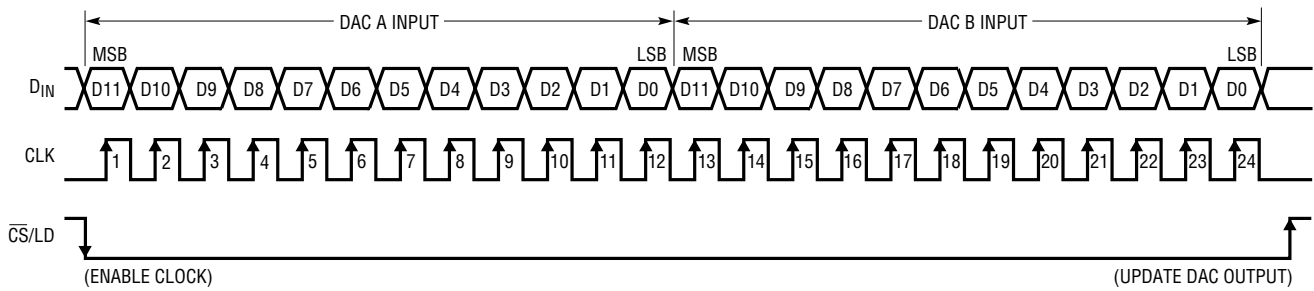 DAC A INPUT DAC B INPUT
MSB LSB MSB LSB
DIN D11 D10 D9 D8 D7 D6 D5 D4 D3 D2 D1 D0 D11 D10 D9 D8 D7 D6 D5 D4 D3 D2 D1 D0
CLK 1 2 3 4 5 6 7 8 9 10 11 12 13 14 15 16 17 18 19 20 21 22 23 24
C̅S̅/LD
(ENABLE CLOCK) (UPDATE DAC OUTPUT)